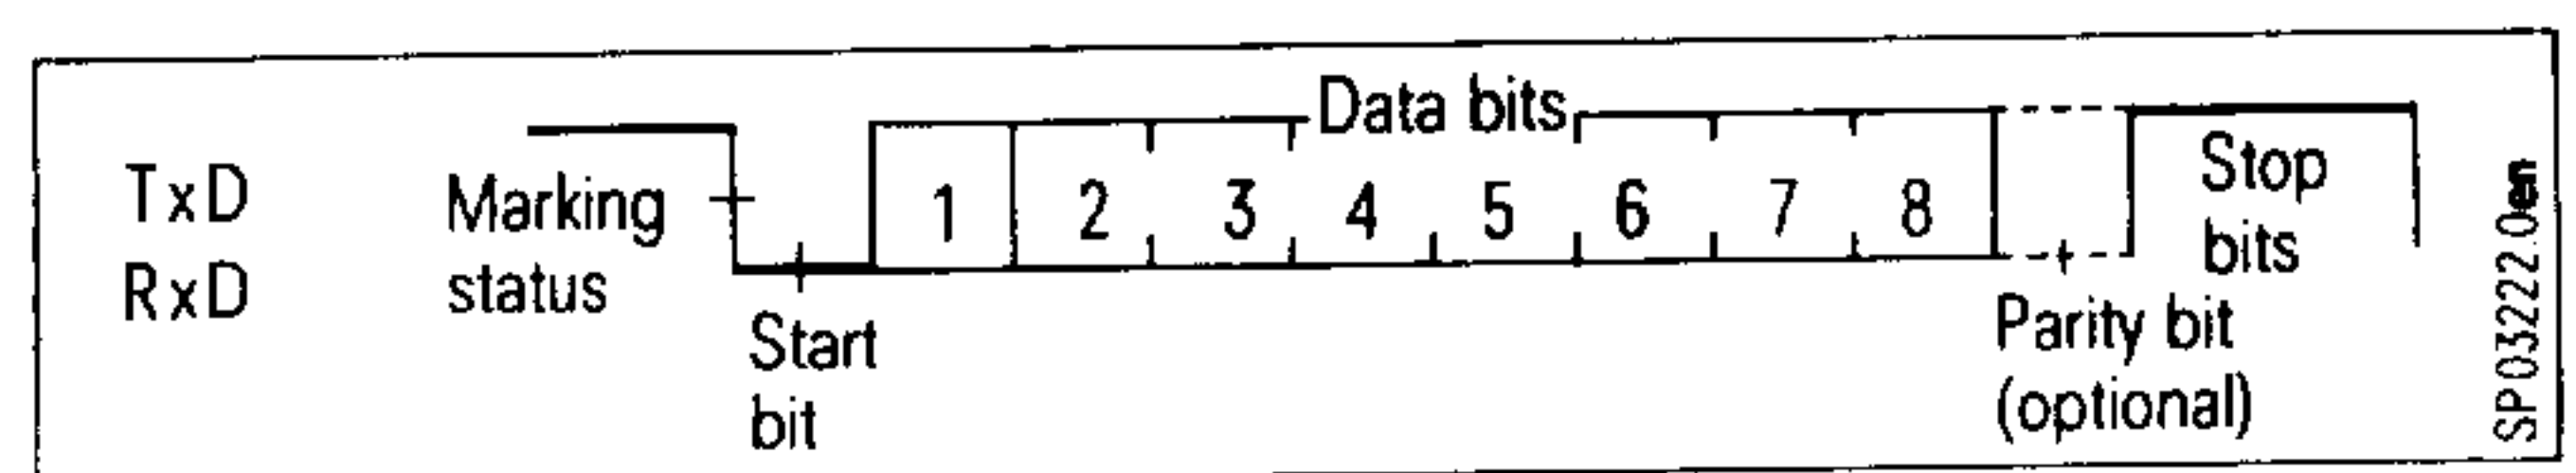 Data bits
TxD
RxD
Marking
status
1 2 3 4 5 6 7 8
Stop
bits
Start
bit
Parity bit
(optional)
SP03222.0en